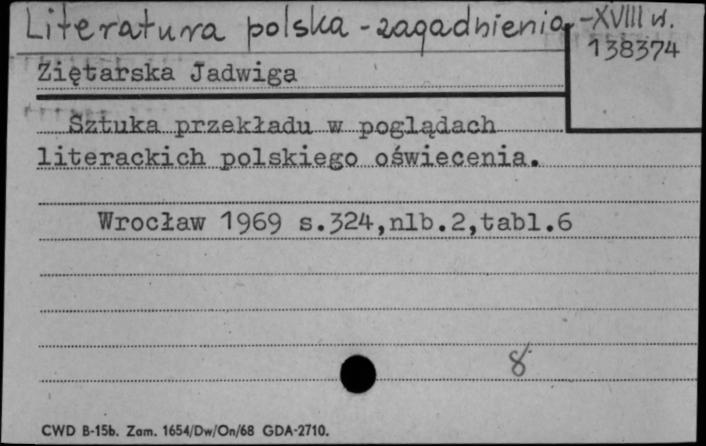 Literatura polska - zagadnienia - XVIII w.
138374
Ziętarska Jadwiga
Sztuka przekładu w poglądach
literackich polskiego oświecenia.
Wrocław 1969 s.324,nlb.2,tabl.6
8
CWD B-15b. Zam. 1654/Dw/On/68 GDA-2710.